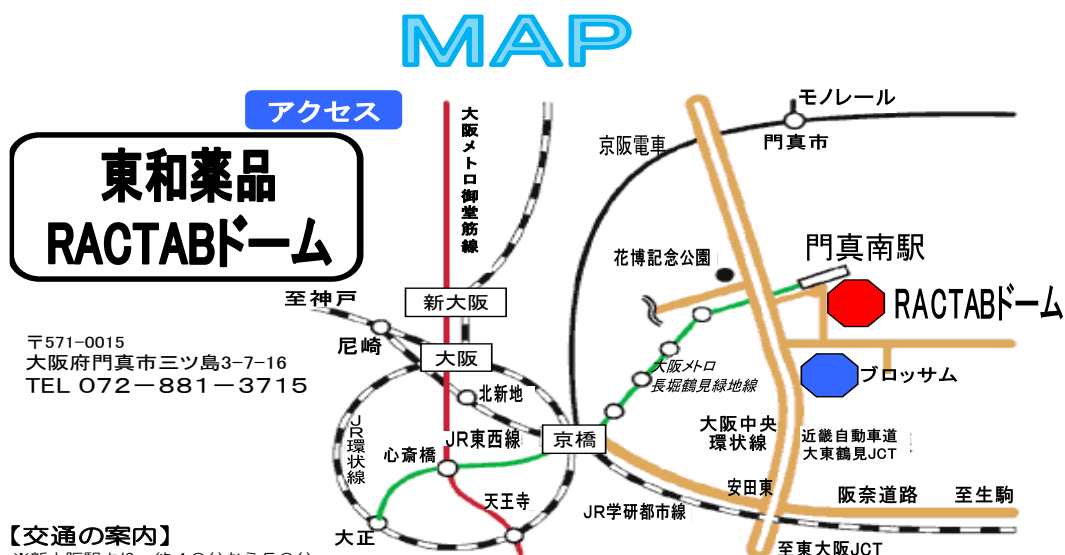 MAP
アクセス
東和薬品
RACTABドーム
〒571-0015
大阪府門真市三ツ島3-7-16
TEL 072－881－3715
大阪メトロ御堂筋線
京阪電車
モノレール
門真市
花博記念公園
門真南駅
RACTABドーム
至神戸
新大阪
尼崎
大阪
北新地
大阪メトロ
長堀鶴見緑地線
ブロッサム
JR環状線
心斎橋
JR東西線
京橋
大阪中央
環状線
近畿自動車道
大東鶴見JCT
天王寺
安田東
阪奈道路
至生駒
JR学研都市線
大正
至東大阪JCT
【交通の案内】